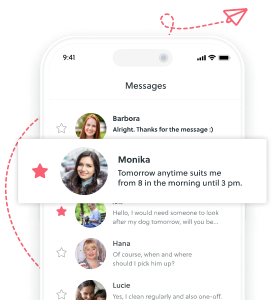 9:41
Messages
Barbora
Alright. Thanks for the message :)
Monika
Tomorrow anytime suits me
from 8 in the morning until 3 pm.
Hello, I would need someone to look
after my dog tomorrow, will you be...
Hana
Of course, when and where
should I pick him up?
Lucie
Yes, I clean regularly and also one-off.